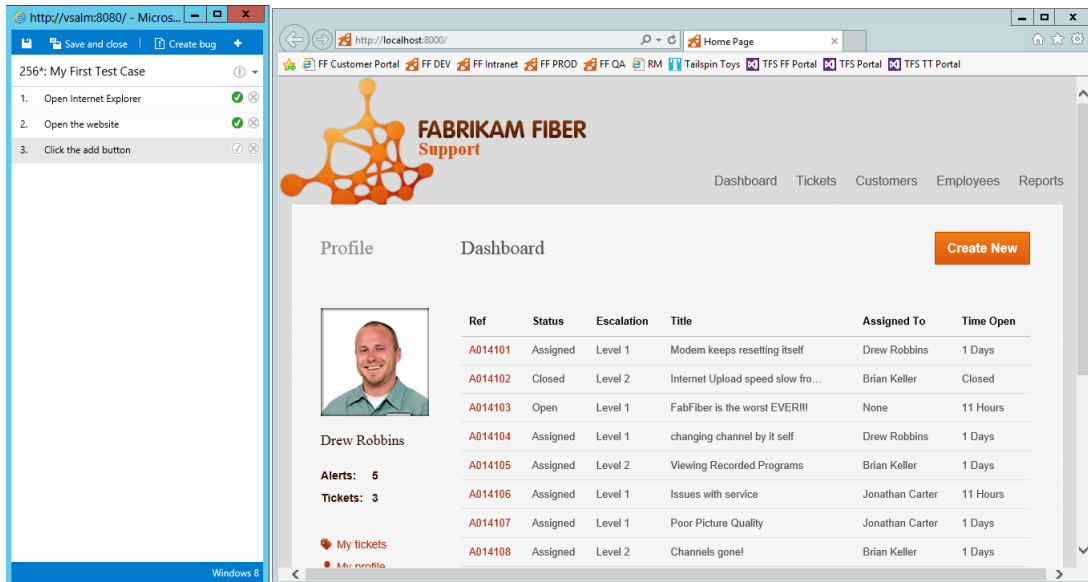 http://vsalm:8080/ - Micros...
Save and close | Create bug +
256*: My First Test Case
1. Open Internet Explorer
2. Open the website
3. Click the add button
Windows 8
http://localhost:8000/
Home Page
FF Customer Portal FF DEV FF Intranet FF PROD FF QA RM Tailspin Toys TFS FF Portal TFS Portal TFS TT Portal
FABRIKAM FIBER
Support
Dashboard Tickets Customers Employees Reports
Profile
Dashboard
Create New
Drew Robbins
Alerts: 5
Tickets: 3
My tickets
My profile
Ref Status Escalation Title Assigned To Time Open
A014101 Assigned Level 1 Modem keeps resetting itself Drew Robbins 1 Days
A014102 Closed Level 2 Internet Upload speed slow fro... Brian Keller Closed
A014103 Open Level 1 FabFiber is the worst EVER!!! None 11 Hours
A014104 Assigned Level 1 changing channel by it self Drew Robbins 1 Days
A014105 Assigned Level 2 Viewing Recorded Programs Brian Keller 1 Days
A014106 Assigned Level 1 Issues with service Jonathan Carter 11 Hours
A014107 Assigned Level 1 Poor Picture Quality Jonathan Carter 1 Days
A014108 Assigned Level 2 Channels gone! Brian Keller 1 Days